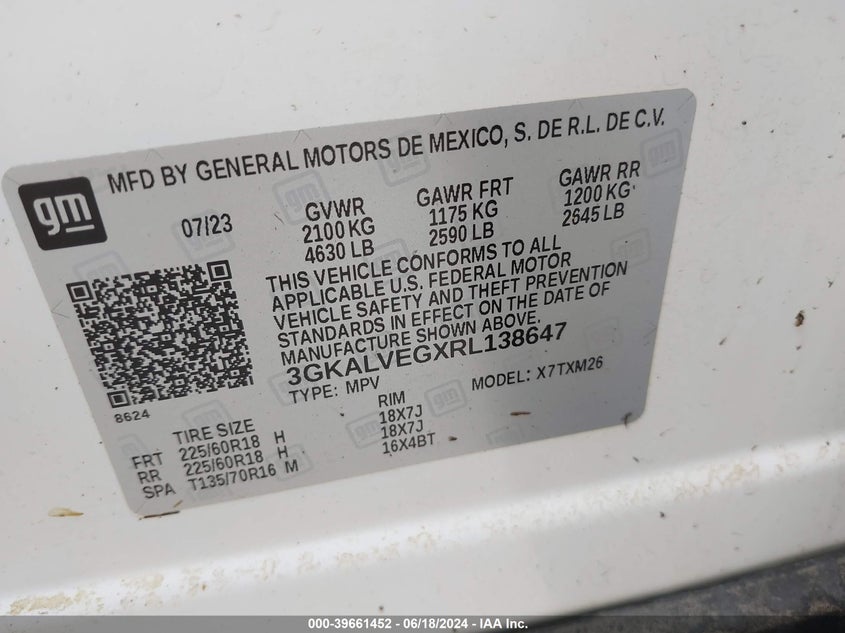 MFD BY GENERAL MOTORS DE MEXICO, S. DE R.L. DE C.V.
gm
07/23
GVWR GAWR FRT GAWR RR
2100 KG 1175 KG 1200 KG
4630 LB 2590 LB 2645 LB
THIS VEHICLE CONFORMS TO ALL
APPLICABLE U.S. FEDERAL MOTOR
VEHICLE SAFETY AND THEFT PREVENTION
STANDARDS IN EFFECT ON THE DATE OF
MANUFACTURE SHOWN ABOVE.
3GKALVEGXRL138647
TYPE: MPV MODEL: X7TXM26
8624
TIRE SIZE RIM
FRT 225/60R18 H 18X7J
RR 225/60R18 H 18X7J
SPA T135/70R16 M 16X4BT
000-39661452 - 06/18/2024 - IAA Inc.